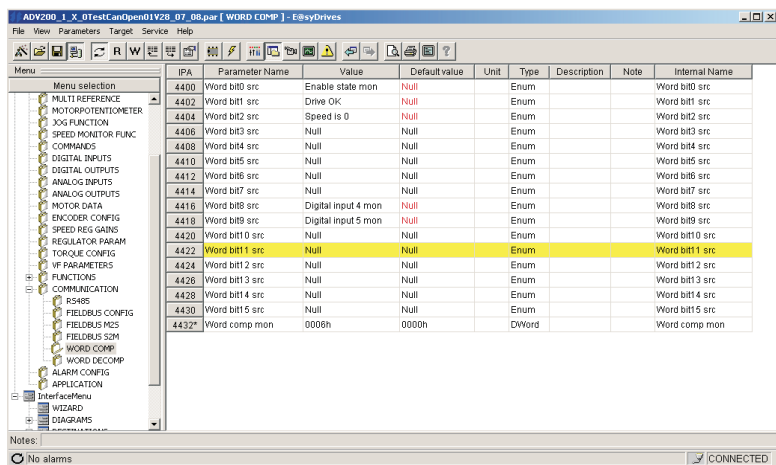 ADV200_1_X_0TestCanOpen01V28_07_08.par [ WORD COMP ] - E@syDrives
File View Parameters Target Service Help
R W
Menu
Menu selection
MULTI REFERENCE
MOTORPOTENTIOMETER
JOG FUNCTION
SPEED MONITOR FUNC
COMMANDS
DIGITAL INPUTS
DIGITAL OUTPUTS
ANALOG INPUTS
ANALOG OUTPUTS
MOTOR DATA
ENCODER CONFIG
SPEED REG GAINS
REGULATOR PARAM
TORQUE CONFIG
VF PARAMETERS
FUNCTIONS
COMMUNICATION
RS485
FIELDBUS CONFIG
FIELDBUS M2S
FIELDBUS S2M
WORD COMP
WORD DECOMP
ALARM CONFIG
APPLICATION
InterfaceMenu
WIZARD
DIAGRAMS
IPA Parameter Name Value Default value Unit Type Description Note Internal Name
4400 Word bit0 src Enable state mon Null Enum Word bit0 src
4402 Word bit1 src Drive OK Null Enum Word bit1 src
4404 Word bit2 src Speed is 0 Null Enum Word bit2 src
4406 Word bit3 src Null Null Enum Word bit3 src
4408 Word bit4 src Null Null Enum Word bit4 src
4410 Word bit5 src Null Null Enum Word bit5 src
4412 Word bit6 src Null Null Enum Word bit6 src
4414 Word bit7 src Null Null Enum Word bit7 src
4416 Word bit8 src Digital input 4 mon Null Enum Word bit8 src
4418 Word bit9 src Digital input 5 mon Null Enum Word bit9 src
4420 Word bit10 src Null Null Enum Word bit10 src
4422 Word bit11 src Null Null Enum Word bit11 src
4424 Word bit12 src Null Null Enum Word bit12 src
4426 Word bit13 src Null Null Enum Word bit13 src
4428 Word bit14 src Null Null Enum Word bit14 src
4430 Word bit15 src Null Null Enum Word bit15 src
4432* Word comp mon 0006h 0000h DWord Word comp mon
Notes:
No alarms CONNECTED